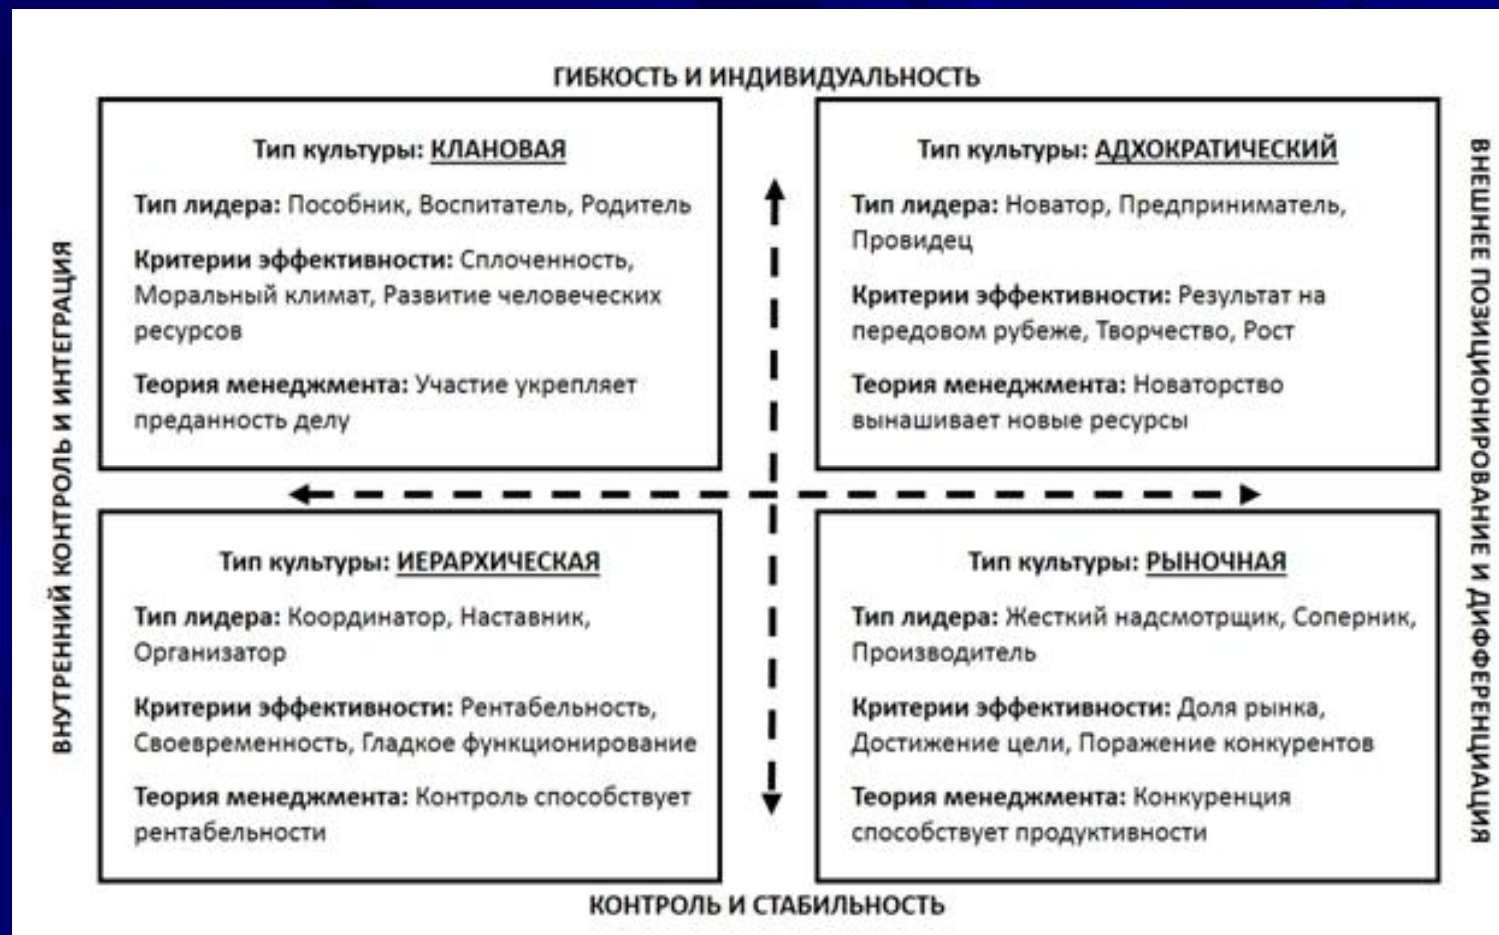 ГИБКОСТЬ И ИНДИВИДУАЛЬНОСТЬ
ВНУТРЕННИЙ КОНТРОЛЬ И ИНТЕГРАЦИЯ
Тип культуры: КЛАНОВАЯ
Тип лидера: Пособник, Воспитатель, Родитель
Критерии эффективности: Сплоченность,
Моральный климат, Развитие человеческих
ресурсов
Теория менеджмента: Участие укрепляет
преданность делу
Тип культуры: АДХОКРАТИЧЕСКИЙ
Тип лидера: Новатор, Предприниматель,
Провидец
Критерии эффективности: Результат на
передовом рубеже, Творчество, Рост
Теория менеджмента: Новаторство
вынашивает новые ресурсы
Тип культуры: ИЕРАРХИЧЕСКАЯ
Тип лидера: Координатор, Наставник,
Организатор
Критерии эффективности: Рентабельность,
Своевременность, Гладкое функционирование
Теория менеджмента: Контроль способствует
рентабельности
Тип культуры: РЫНОЧНАЯ
Тип лидера: Жесткий надсмотрщик, Соперник,
Производитель
Критерии эффективности: Доля рынка,
Достижение цели, Поражение конкурентов
Теория менеджмента: Конкуренция
способствует продуктивности
ВНЕШНЕЕ ПОЗИЦИОНИРОВАНИЕ И ДИФФЕРЕНЦИАЦИЯ
КОНТРОЛЬ И СТАБИЛЬНОСТЬ